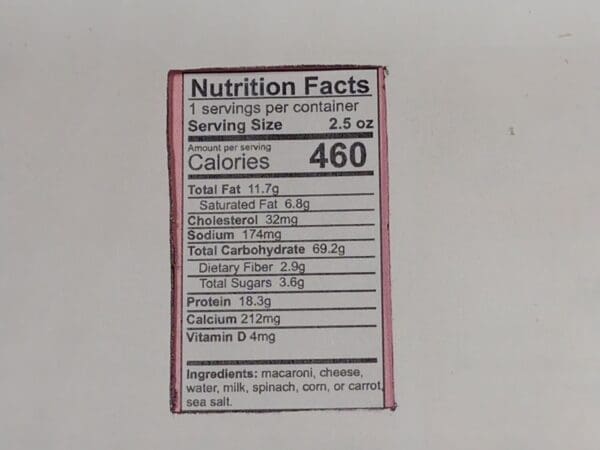 Nutrition Facts
1 servings per container
Serving Size 2.5 oz
Amount per serving
Calories 460
Total Fat 11.7g
Saturated Fat 6.8g
Cholesterol 32mg
Sodium 174mg
Total Carbohydrate 69.2g
Dietary Fiber 2.9g
Total Sugars 3.6g
Protein 18.3g
Calcium 212mg
Vitamin D 4mg
Ingredients: macaroni, cheese,
water, milk, spinach, corn, or carrot,
sea salt.